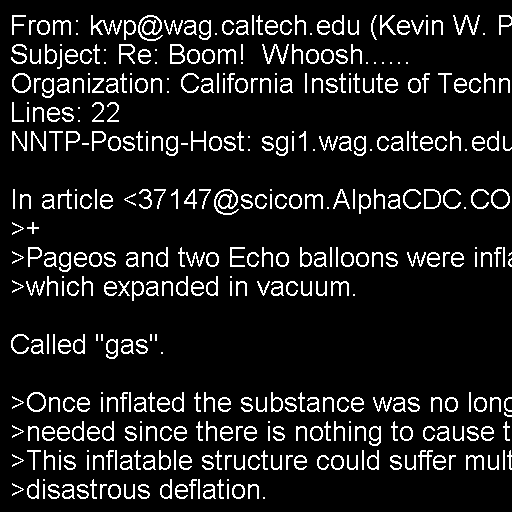 From: kwp@wag.caltech.edu (Kevin W. P
Subject: Re: Boom!  Whoosh......
Organization: California Institute of Techn
Lines: 22
NNTP-Posting-Host: sgi1.wag.caltech.edu

In article <37147@scicom.AlphaCDC.CO
>+
>Pageos and two Echo balloons were infla
>which expanded in vacuum.

Called "gas".

>Once inflated the substance was no long
>needed since there is nothing to cause t
>This inflatable structure could suffer mult
>disastrous deflation.